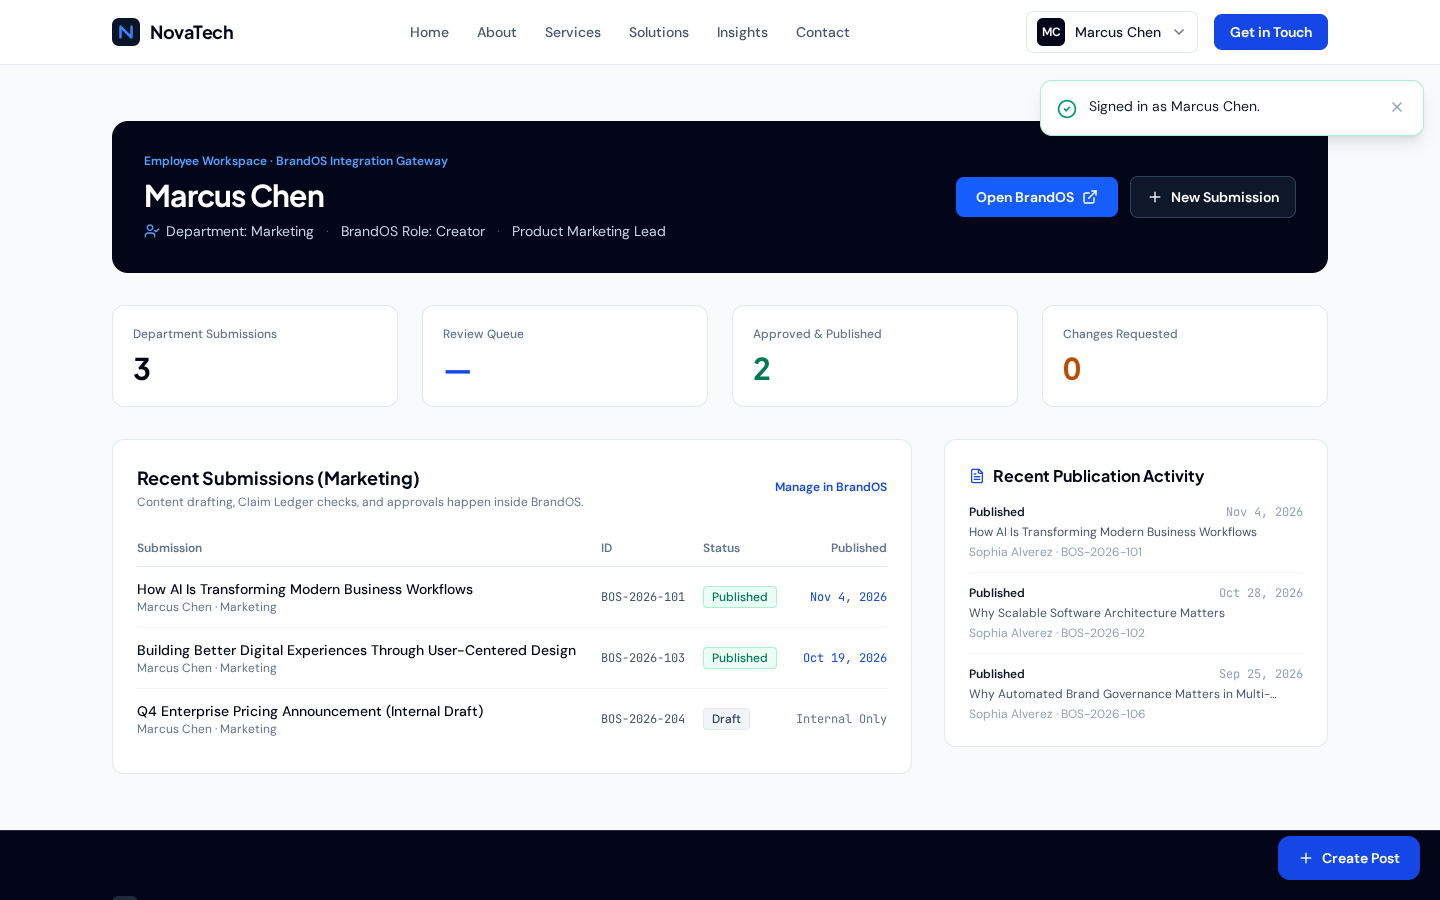 N NovaTech
Home About Services Solutions Insights Contact
MC Marcus Chen
Get in Touch
Signed in as Marcus Chen.
Employee Workspace · BrandOS Integration Gateway
Marcus Chen
Department: Marketing · BrandOS Role: Creator · Product Marketing Lead
Open BrandOS
New Submission
Department Submissions
3
Review Queue
—
Approved & Published
2
Changes Requested
0
Recent Submissions (Marketing)
Content drafting, Claim Ledger checks, and approvals happen inside BrandOS.
Manage in BrandOS
Submission ID Status Published
How AI Is Transforming Modern Business Workflows
Marcus Chen · Marketing
BOS-2026-101 Published Nov 4, 2026
Building Better Digital Experiences Through User-Centered Design
Marcus Chen · Marketing
BOS-2026-103 Published Oct 19, 2026
Q4 Enterprise Pricing Announcement (Internal Draft)
Marcus Chen · Marketing
BOS-2026-204 Draft Internal Only
Recent Publication Activity
Published Nov 4, 2026
How AI Is Transforming Modern Business Workflows
Sophia Alverez · BOS-2026-101
Published Oct 28, 2026
Why Scalable Software Architecture Matters
Sophia Alverez · BOS-2026-102
Published Sep 25, 2026
Why Automated Brand Governance Matters in Multi-…
Sophia Alverez · BOS-2026-106
Create Post